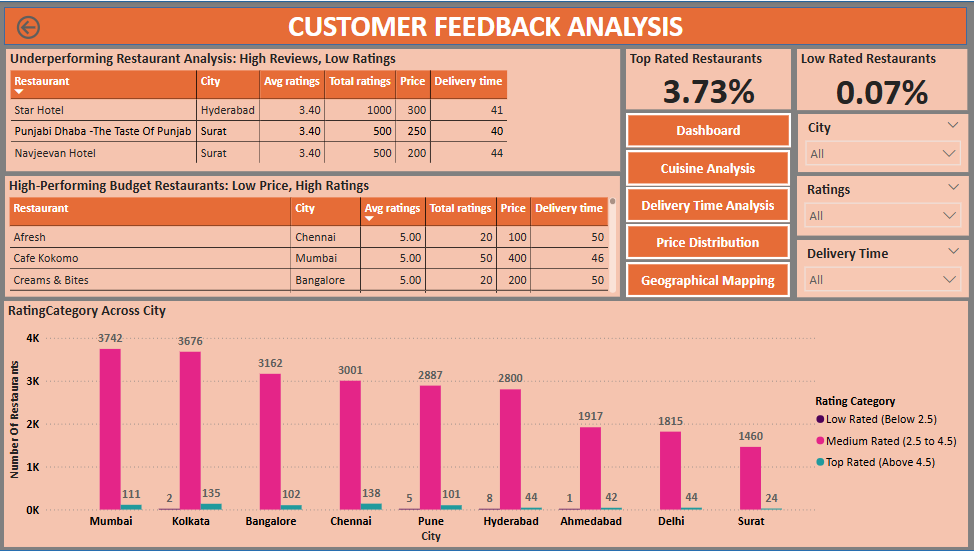 CUSTOMER FEEDBACK ANALYSIS
Underperforming Restaurant Analysis: High Reviews, Low Ratings
Restaurant City Avg ratings Total ratings Price Delivery time
Star Hotel Hyderabad 3.40 1000 300 41
Punjabi Dhaba -The Taste Of Punjab Surat 3.40 500 250 40
Navjeevan Hotel Surat 3.40 500 200 44
High-Performing Budget Restaurants: Low Price, High Ratings
Restaurant City Avg ratings Total ratings Price Delivery time
Afresh Chennai 5.00 20 100 50
Cafe Kokomo Mumbai 5.00 50 400 46
Creams & Bites Bangalore 5.00 20 200 50
Top Rated Restaurants
3.73%
Low Rated Restaurants
0.07%
Dashboard
Cuisine Analysis
Delivery Time Analysis
Price Distribution
Geographical Mapping
City
All
Ratings
All
Delivery Time
All
RatingCategory Across City
Number Of Restaurants
4K
3K
2K
1K
0K
3742 3676 3162 3001 2887 2800 1917 1815 1460
111 2 135 102 138 5 101 8 44 1 42 44 24
Mumbai Kolkata Bangalore Chennai Pune Hyderabad Ahmedabad Delhi Surat
City
Rating Category
Low Rated (Below 2.5)
Medium Rated (2.5 to 4.5)
Top Rated (Above 4.5)